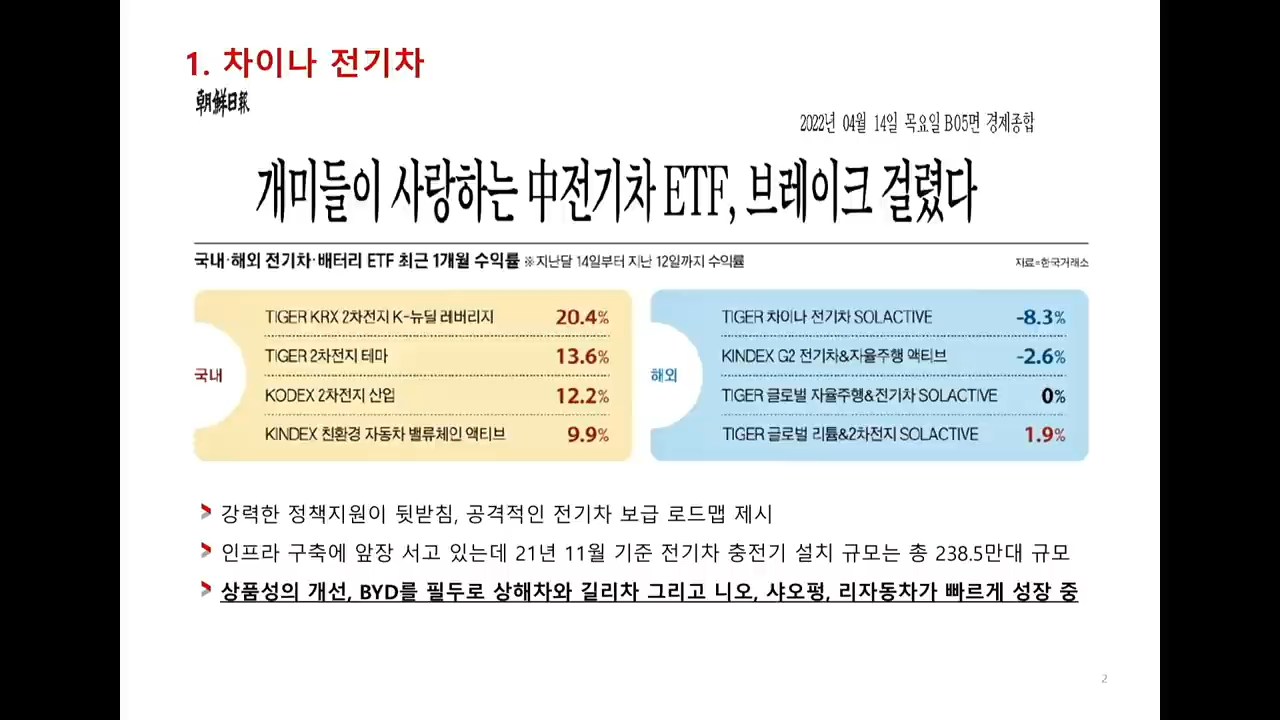 1. 차이나 전기차
朝鮮日報
2022년 04월 14일 목요일 B05면 경제종합
개미들이 사랑하는 中전기차 ETF, 브레이크 걸렸다
국내·해외 전기차·배터리 ETF 최근 1개월 수익률 ※지난달 14일부터 지난 12일까지 수익률
자료=한국거래소
국내
TIGER KRX 2차전지 K-뉴딜 레버리지 20.4%
TIGER 2차전지 테마 13.6%
KODEX 2차전지 산업 12.2%
KINDEX 친환경 자동차 밸류체인 액티브 9.9%
해외
TIGER 차이나 전기차 SOLACTIVE -8.3%
KINDEX G2 전기차&자율주행 액티브 -2.6%
TIGER 글로벌 자율주행&전기차 SOLACTIVE 0%
TIGER 글로벌 리튬&2차전지 SOLACTIVE 1.9%
강력한 정책지원이 뒷받침, 공격적인 전기차 보급 로드맵 제시
인프라 구축에 앞장 서고 있는데 21년 11월 기준 전기차 충전기 설치 규모는 총 238.5만대 규모
상품성의 개선, BYD를 필두로 상해차와 길리차 그리고 니오, 샤오펑, 리자동차가 빠르게 성장 중
2